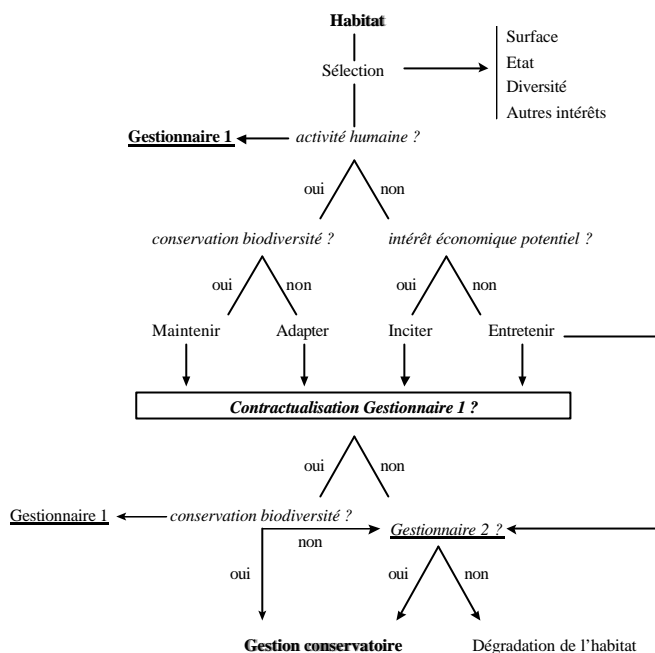 Habitat
Surface
Sélection
Etat
Diversité
Autres intérêts
Gestionnaire 1
activité humaine ?
oui
non
conservation biodiversité ?
intérêt économique potentiel ?
oui
non
oui
non
Maintenir
Adapter
Inciter
Entretenir
Contractualisation Gestionnaire 1 ?
oui
non
Gestionnaire 1
conservation biodiversité ?
Gestionnaire 2 ?
non
oui
oui
non
Gestion conservatoire
Dégradation de l'habitat